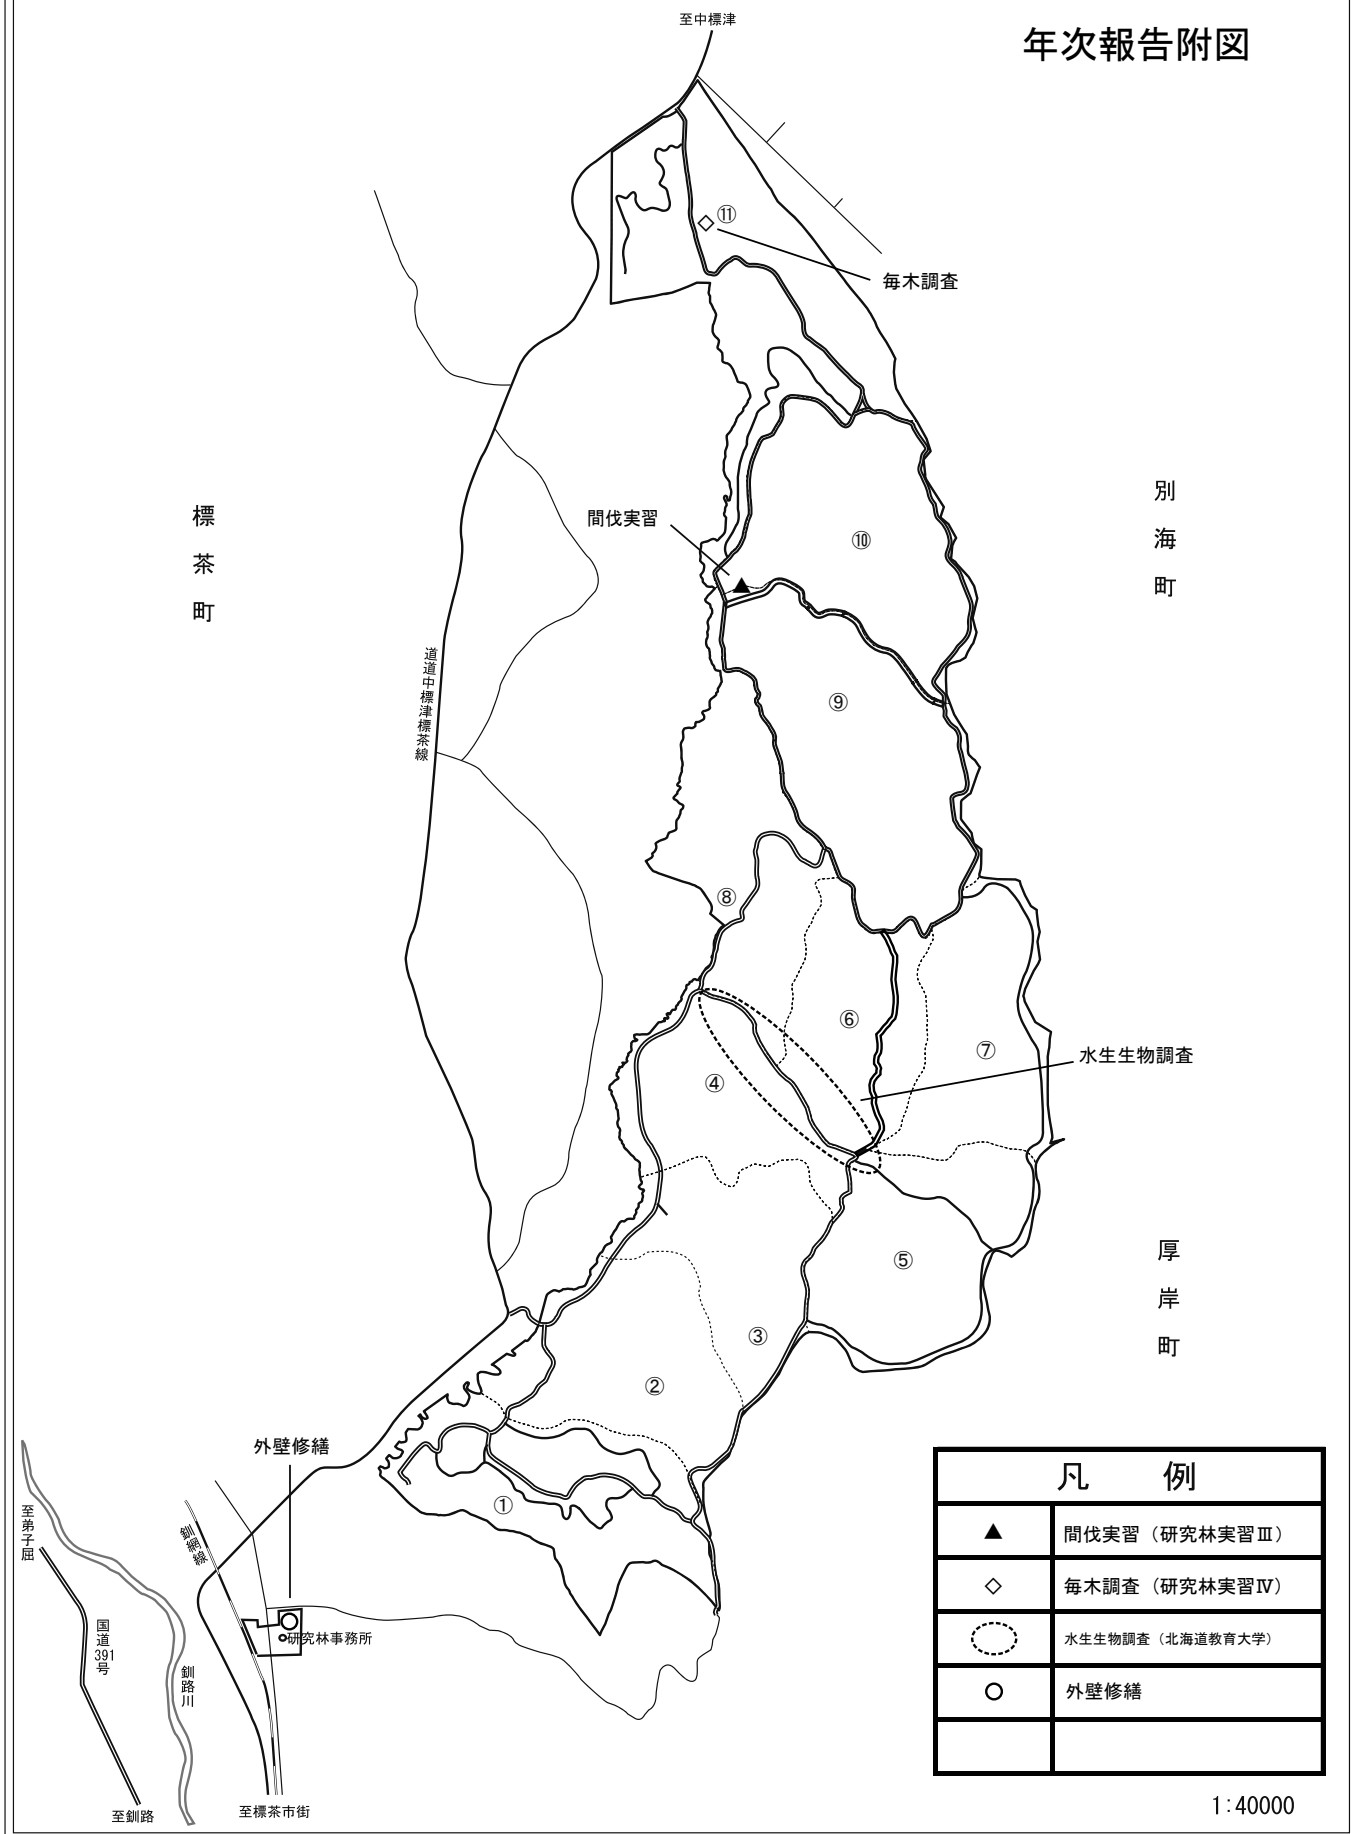 至中標津
年次報告附図
⑪
毎木調査
標茶町
別海町
間伐実習
⑩
道道中標津標茶線
⑨
⑧
⑥
⑦
水生生物調査
④
⑤
厚岸町
③
②
外壁修繕
①
至弟子屈
釧網線
国道391号
釧路川
研究林事務所
至釧路
至標茶市街
凡 例
▲ 間伐実習（研究林実習Ⅲ）
◇ 毎木調査（研究林実習Ⅳ）
水生生物調査（北海道教育大学）
○ 外壁修繕
1:40000